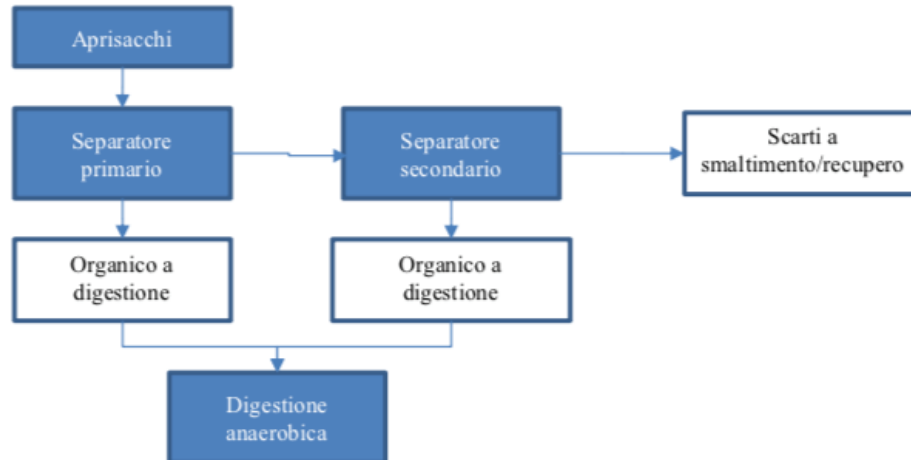 Aprisacchi
Separatore
primario
Separatore
secondario
Scarti a
smaltimento/recupero
Organico a
digestione
Organico a
digestione
Digestione
anaerobica